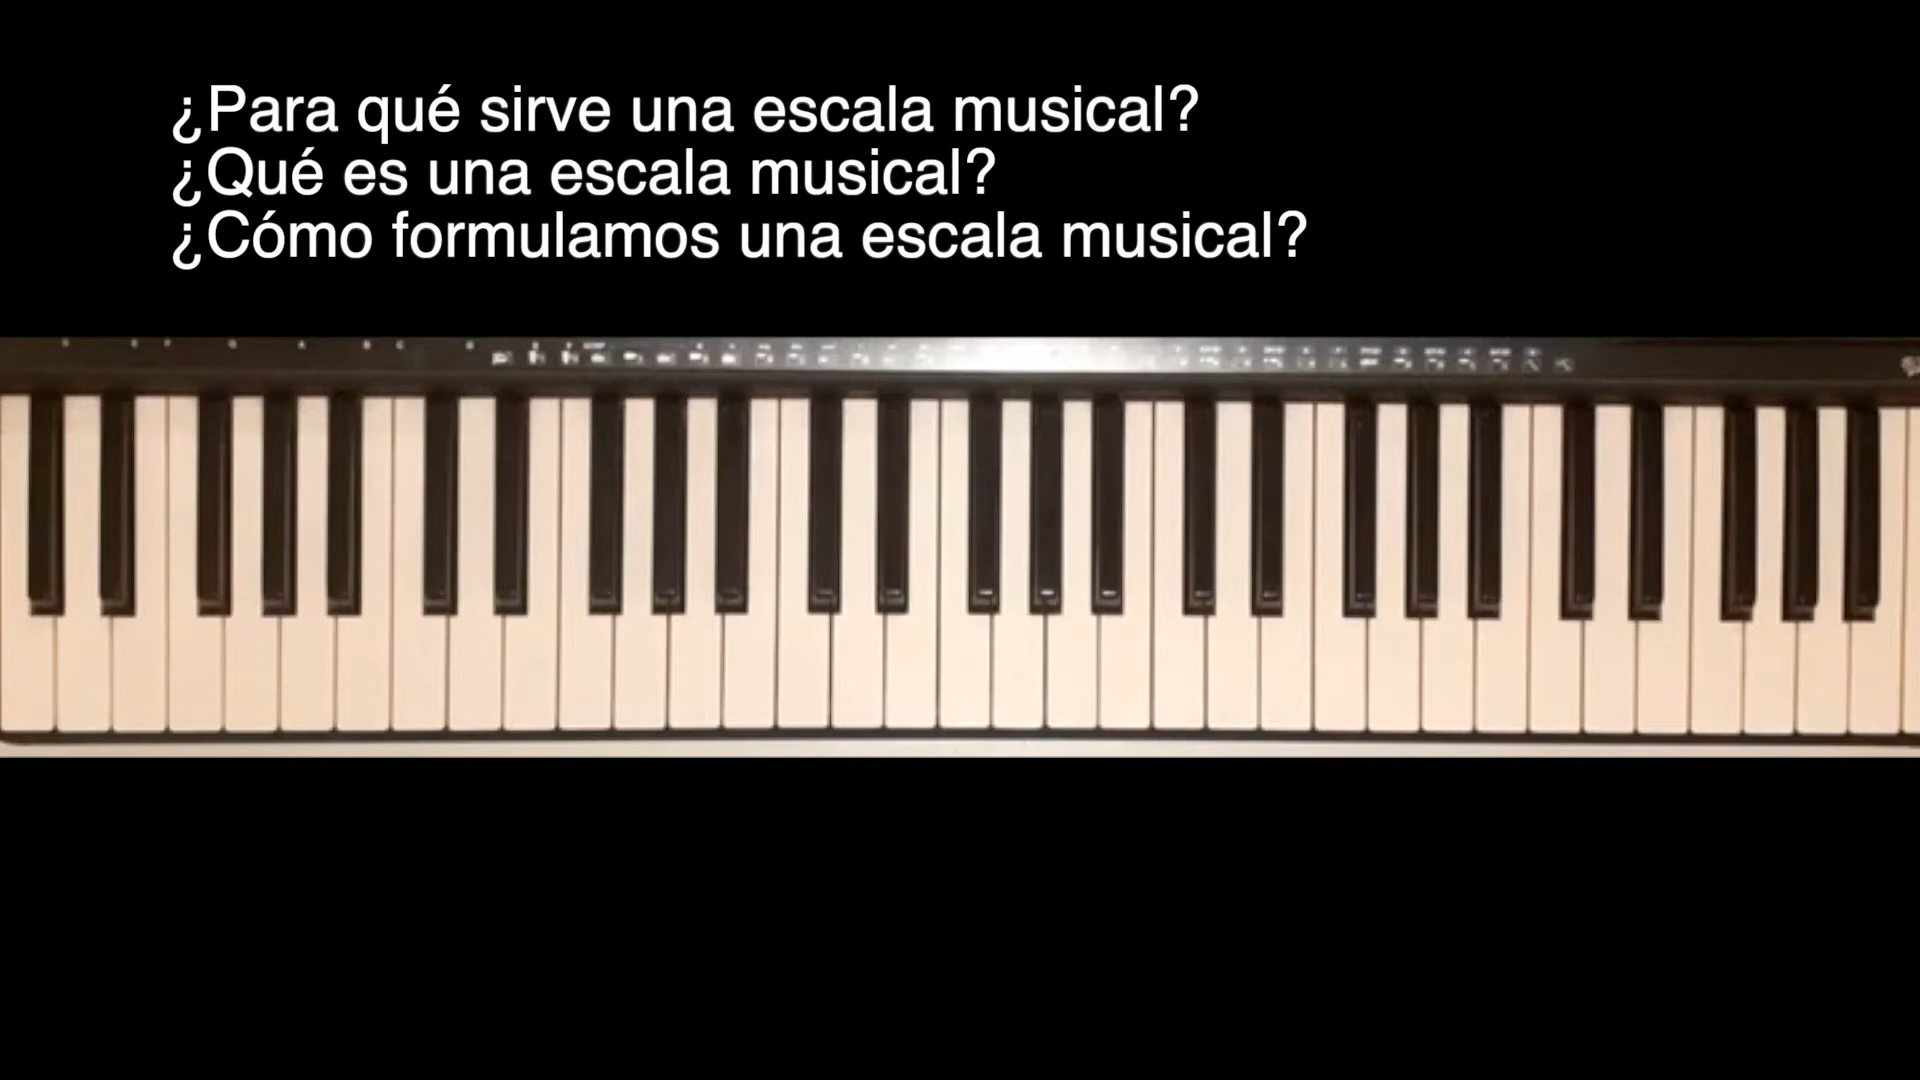 ¿Para qué sirve una escala musical?
¿Qué es una escala musical?
¿Cómo formulamos una escala musical?